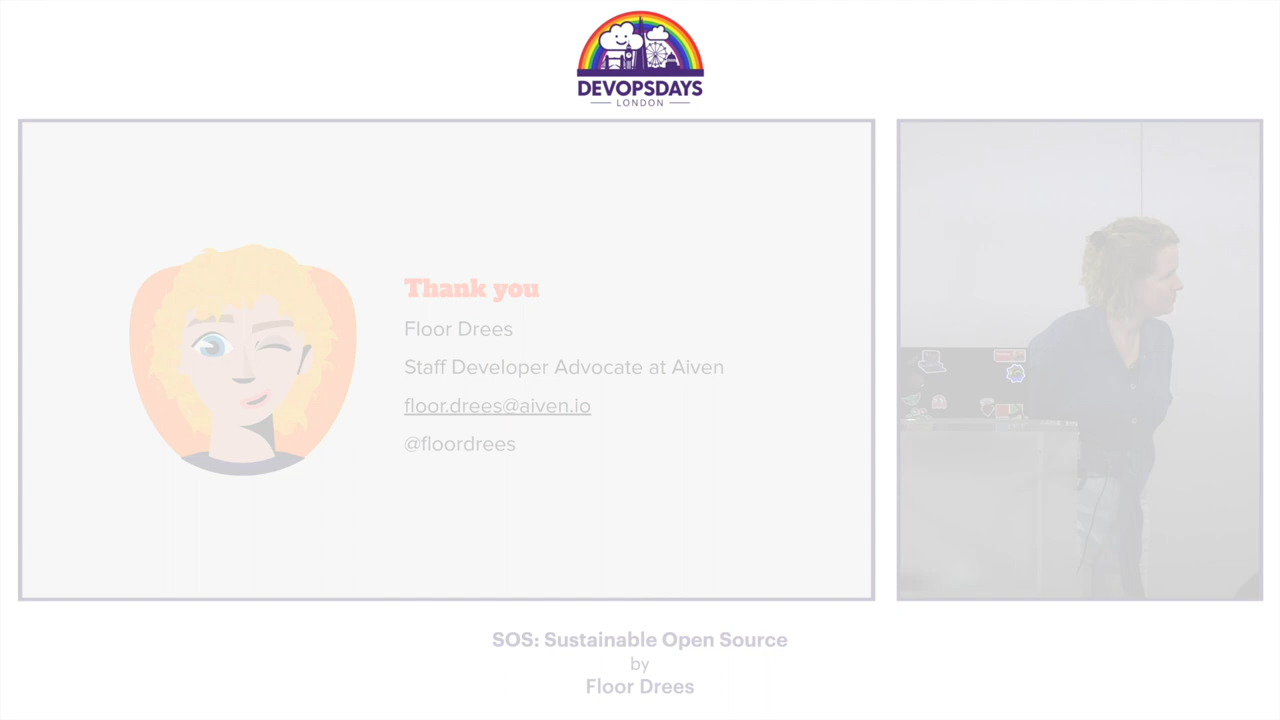 DEVOPSDAYS
LONDON
Thank you
Floor Drees
Staff Developer Advocate at Aiven
floor.drees@aiven.io
@floordrees
SOS: Sustainable Open Source
by
Floor Drees